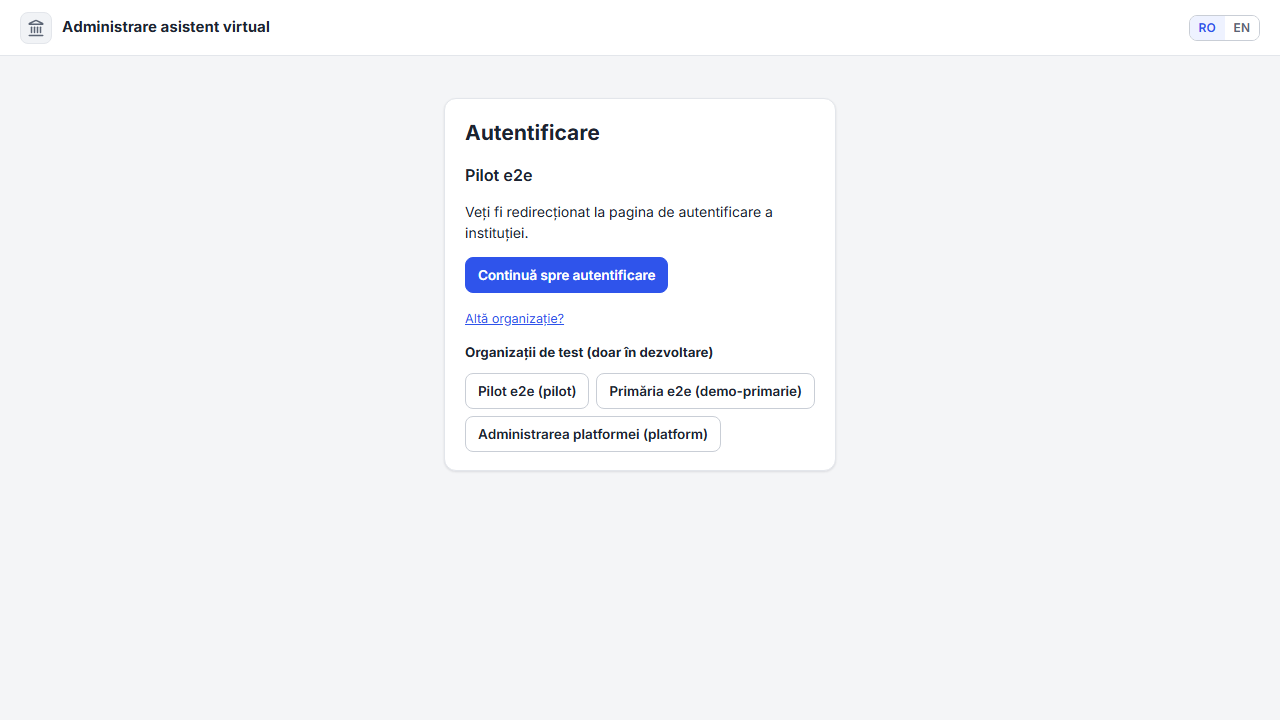 Administrare asistent virtual
RO EN
Autentificare
Pilot e2e
Veți fi redirecționat la pagina de autentificare a
instituției.
Continuă spre autentificare
Altă organizație?
Organizații de test (doar în dezvoltare)
Pilot e2e (pilot) Primăria e2e (demo-primarie)
Administrarea platformei (platform)